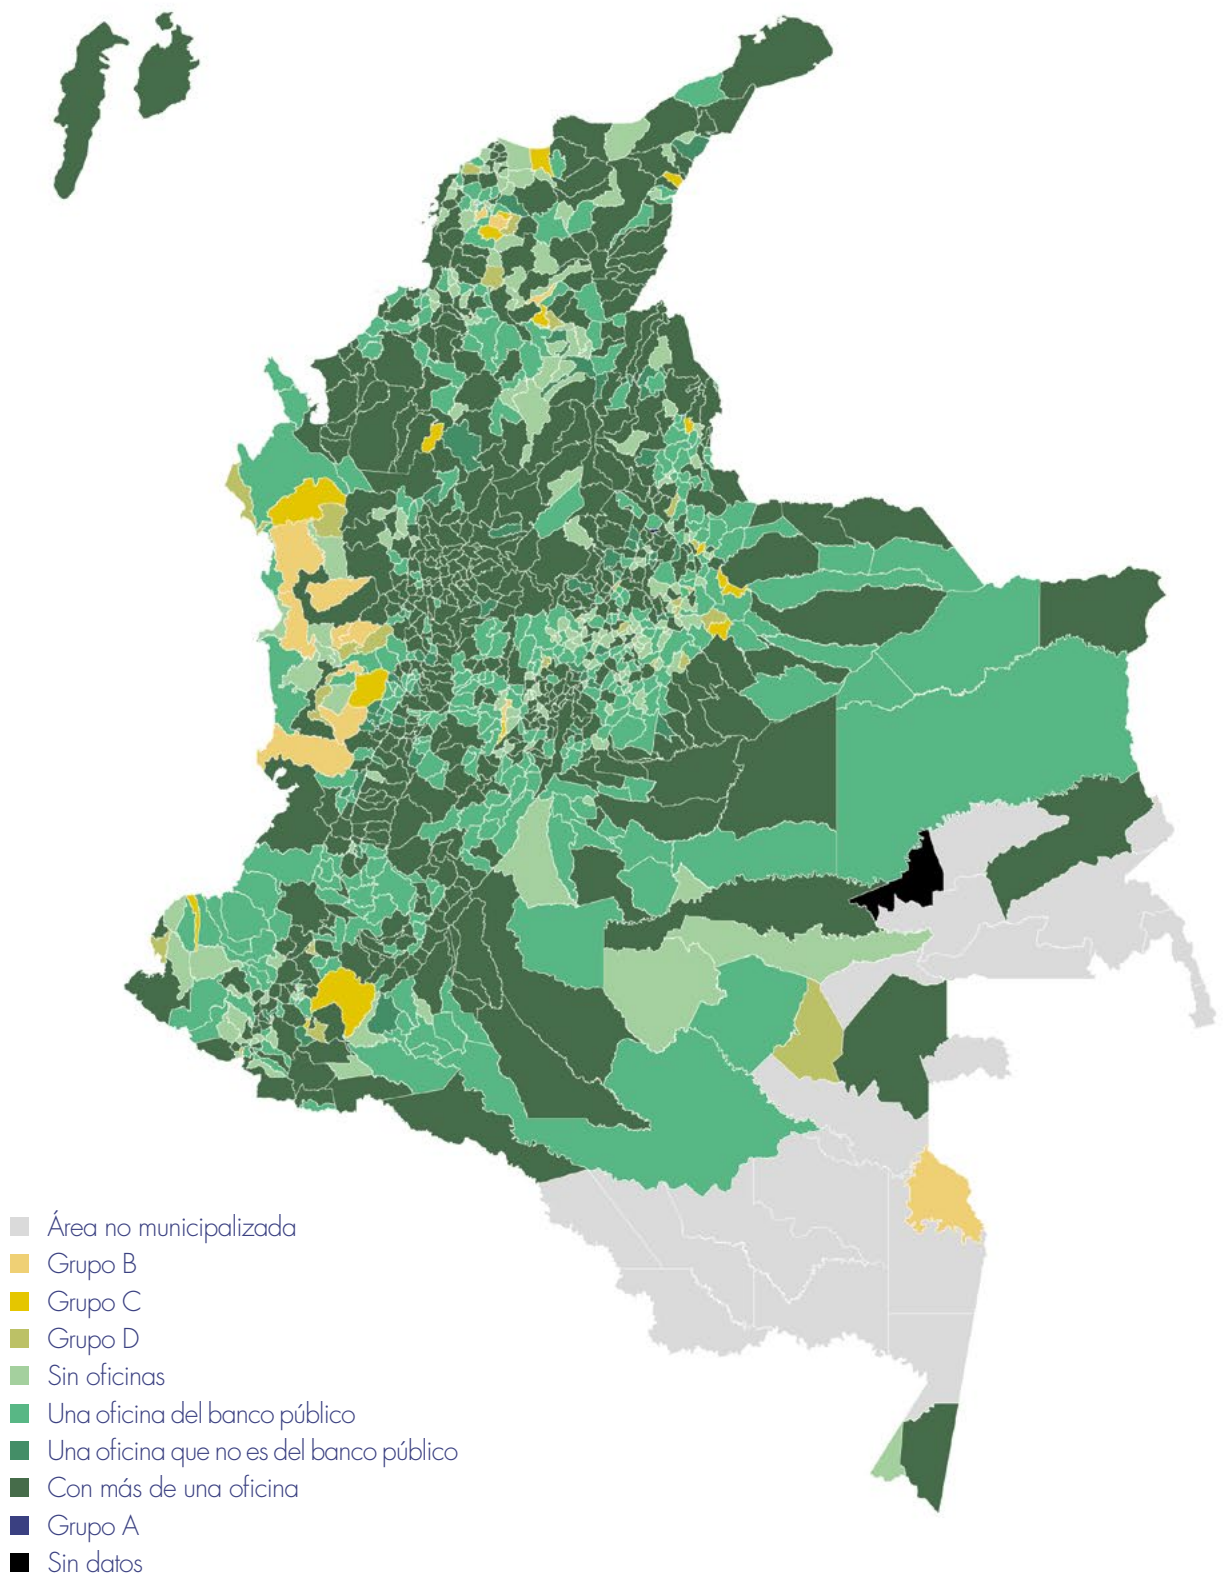 Área no municipalizada
Grupo B
Grupo C
Grupo D
Sin oficinas
Una oficina del banco público
Una oficina que no es del banco público
Con más de una oficina
Grupo A
Sin datos